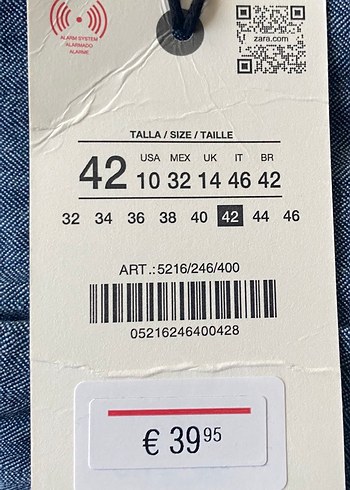 ALARM SYSTEM
ALARMADO
ALARME
zara.com
TALLA / SIZE / TAILLE
USA MEX UK IT BR
42 10 32 14 46 42
32 34 36 38 40 42 44 46
ART.:5216/246/400
05216246400428
€ 39 95